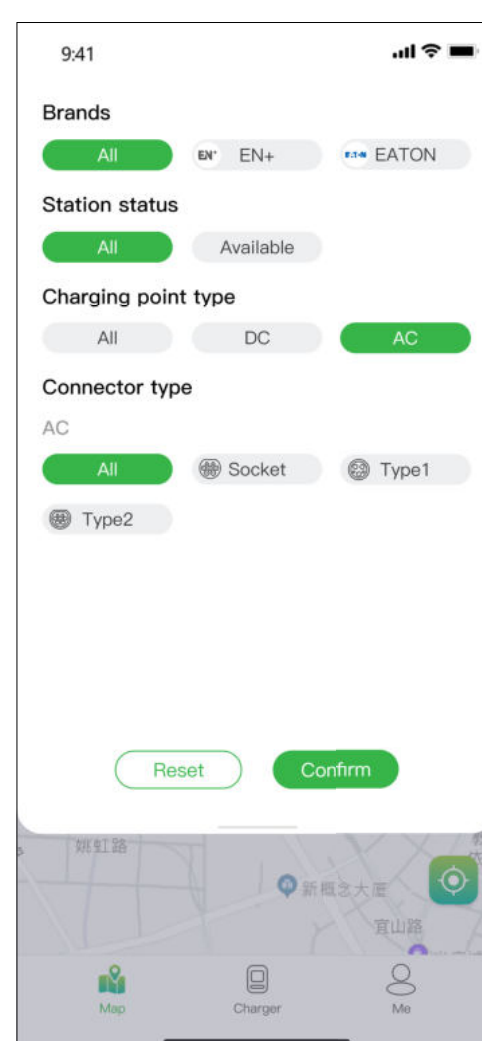 9:41
Brands
All EN+ EN+ EATON EATON
Station status
All Available
Charging point type
All DC AC
Connector type
AC
All Socket Type1
Type2
Reset Confirm
姚虹路
新概念大厦
宜山路
Map Charger Me